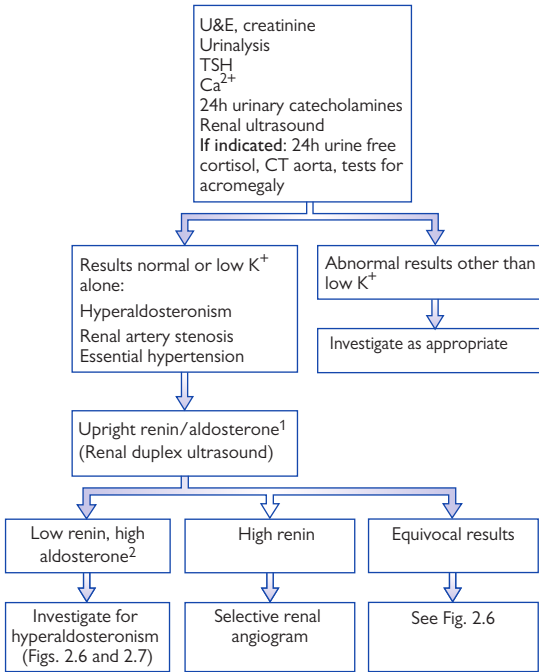 U&E, creatinine
Urinalysis
TSH
Ca²⁺
24h urinary catecholamines
Renal ultrasound
If indicated: 24h urine free
cortisol, CT aorta, tests for
acromegaly
Results normal or low K⁺
alone:
Hyperaldosteronism
Renal artery stenosis
Essential hypertension
Abnormal results other than
low K⁺
Investigate as appropriate
Upright renin/aldosterone¹
(Renal duplex ultrasound)
Low renin, high
aldosterone²
High renin
Equivocal results
Investigate for
hyperaldosteronism
(Figs. 2.6 and 2.7)
Selective renal
angiogram
See Fig. 2.6